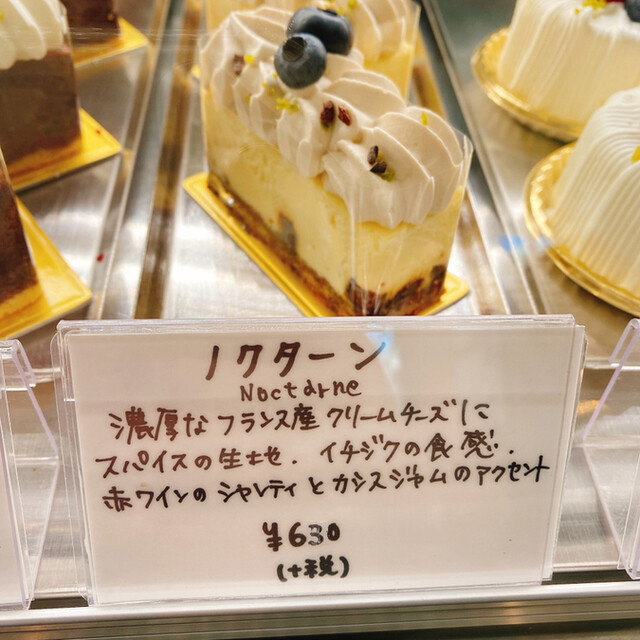 ノクターン
Noctarne
濃厚なフランス産クリームチーズに
スパイスの生地．イチジクの食感．
赤ワインのシャンティとカシスジャムのアクセント
¥630
(+税)